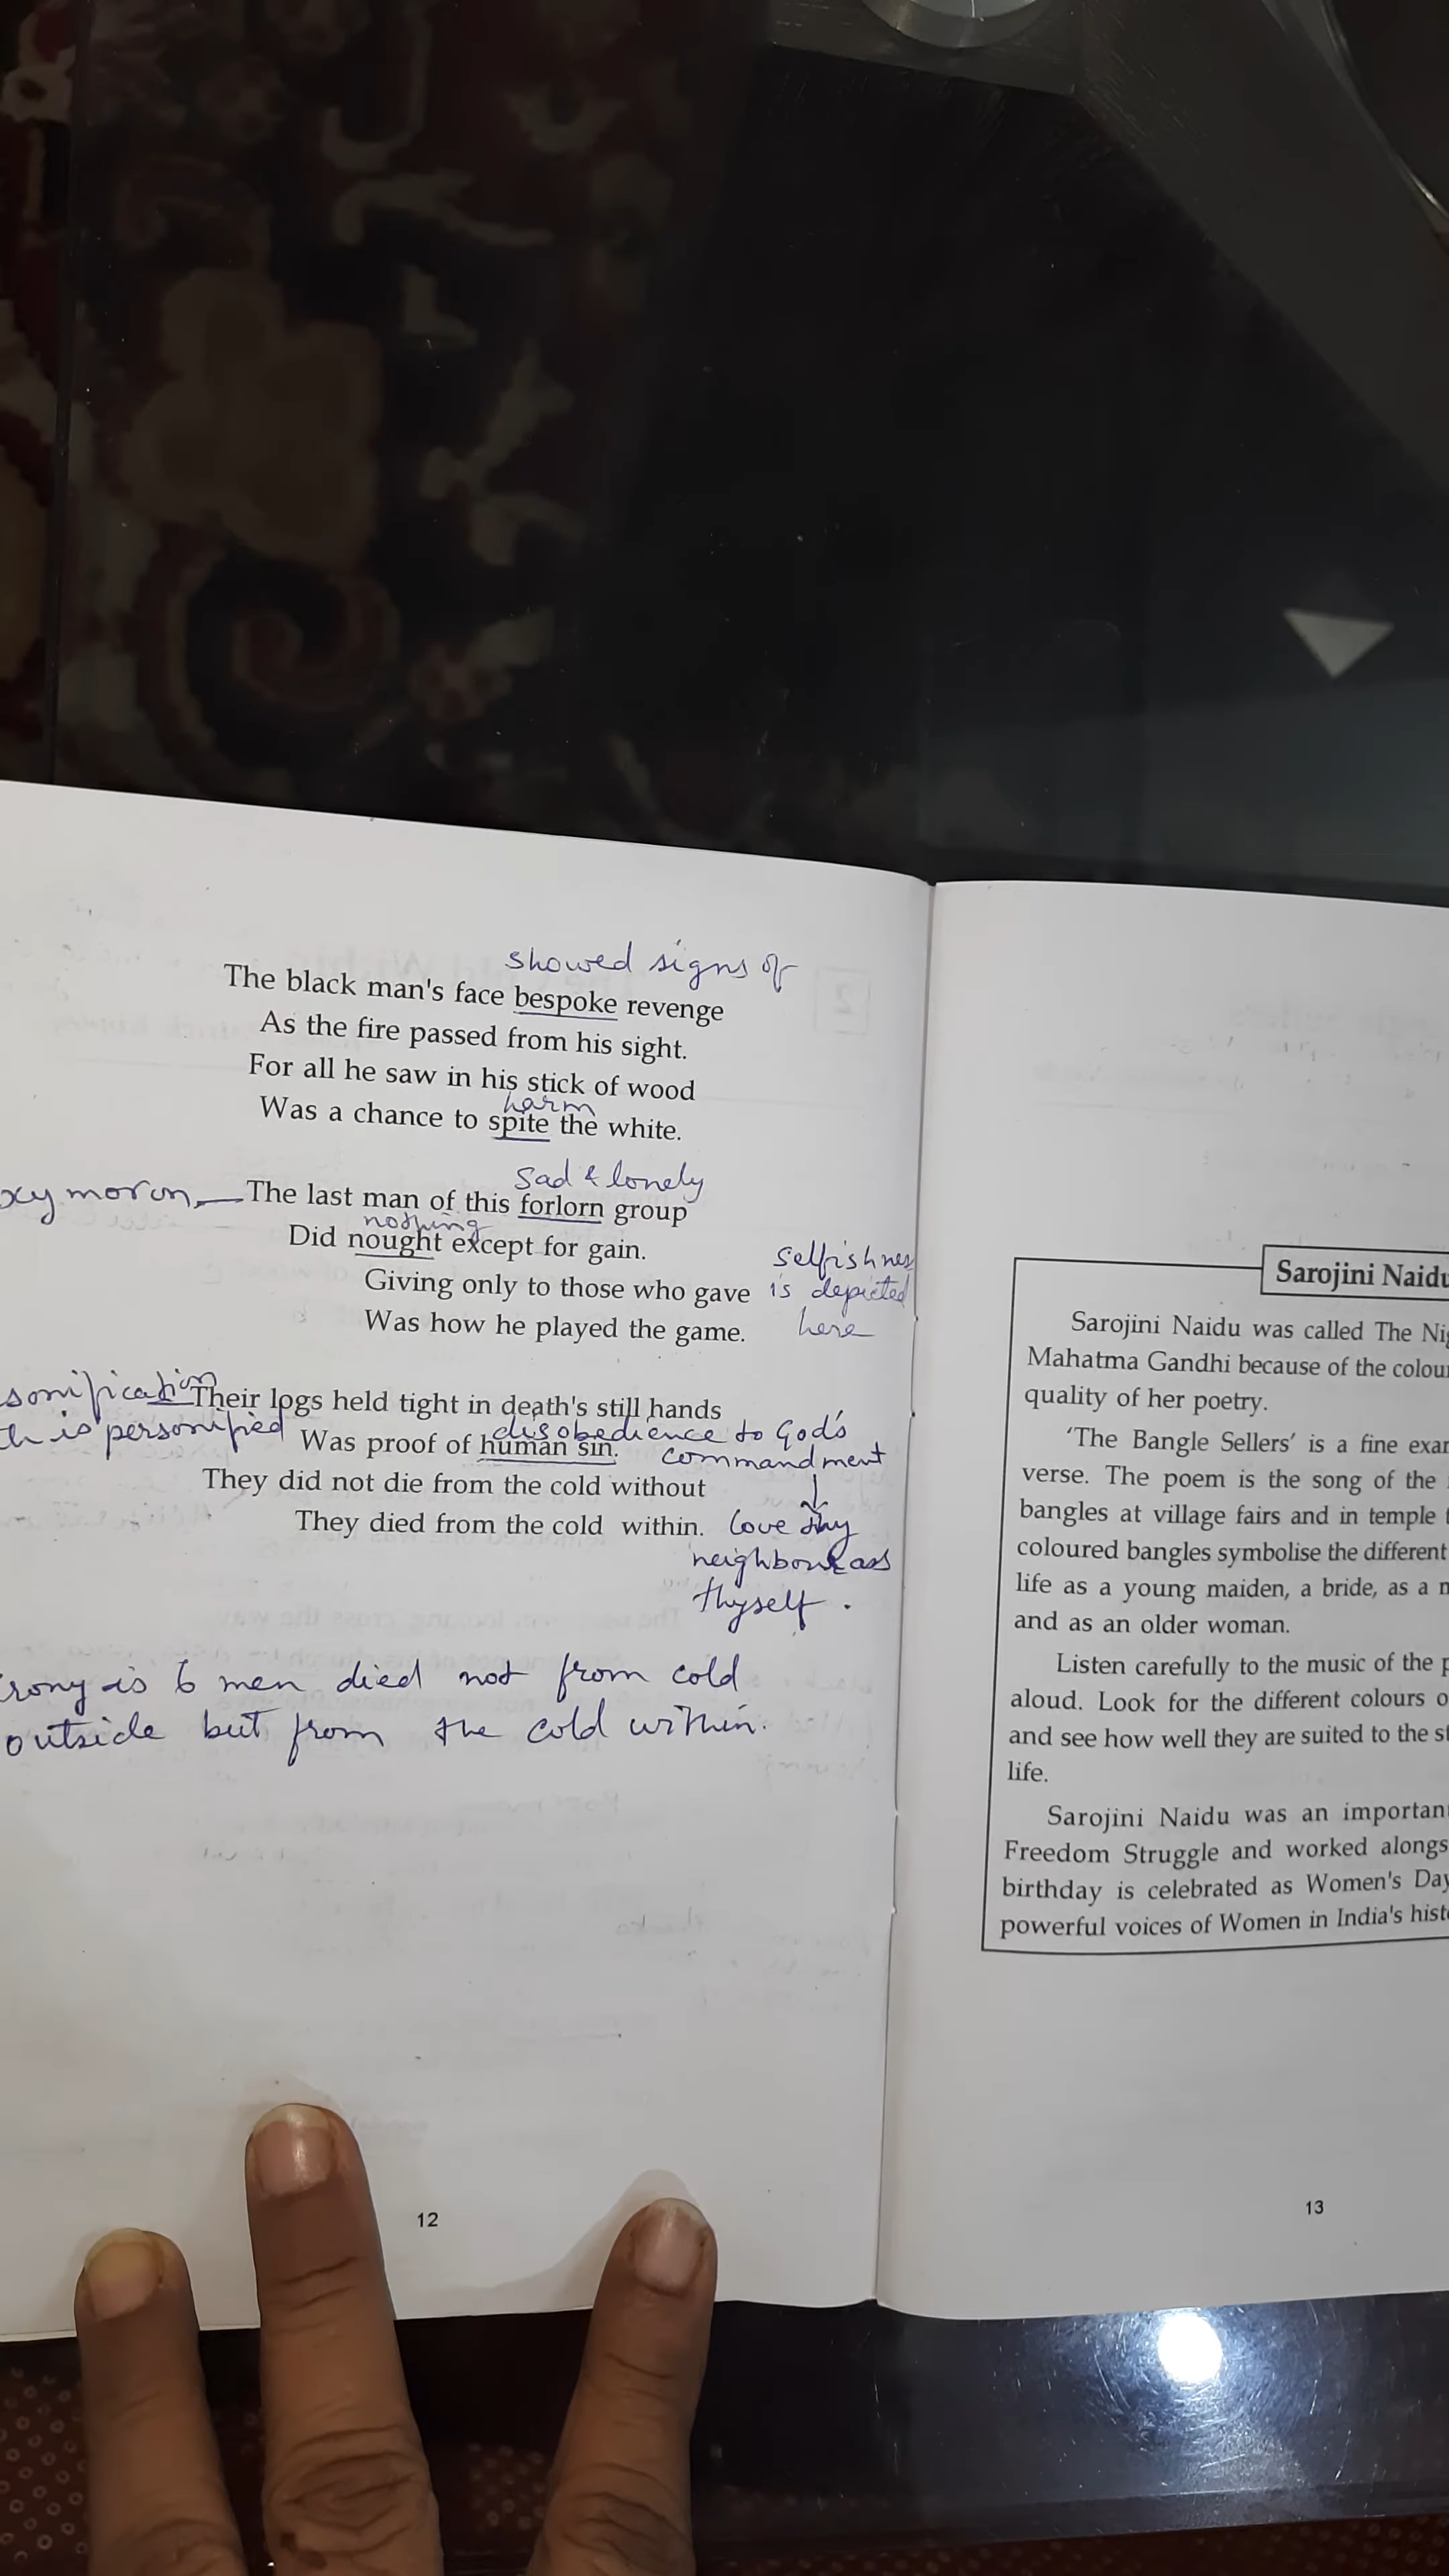 showed signs of
The black man's face bespoke revenge
As the fire passed from his sight.
For all he saw in his stick of wood
harm
Was a chance to spite the white.
sad & lonely
xymoron The last man of this forlorn group
nothing
Did nought except for gain.
selfishnes
Giving only to those who gave is depicted
Was how he played the game. here
sonification Their logs held tight in death's still hands
th is personified disobedience to God's
Was proof of human sin. commandment
They did not die from the cold without
They died from the cold within. love thy
neighbour as
thyself.
rony is 6 men died not from cold
outside but from the cold within.
12
Sarojini Naidu
Sarojini Naidu was called The Nig
Mahatma Gandhi because of the colou
quality of her poetry.
'The Bangle Sellers' is a fine exar
verse. The poem is the song of the
bangles at village fairs and in temple
coloured bangles symbolise the different
life as a young maiden, a bride, as a m
and as an older woman.
Listen carefully to the music of the p
aloud. Look for the different colours o
and see how well they are suited to the st
life.
Sarojini Naidu was an importan
Freedom Struggle and worked alongs
birthday is celebrated as Women's Day
powerful voices of Women in India's hist
13